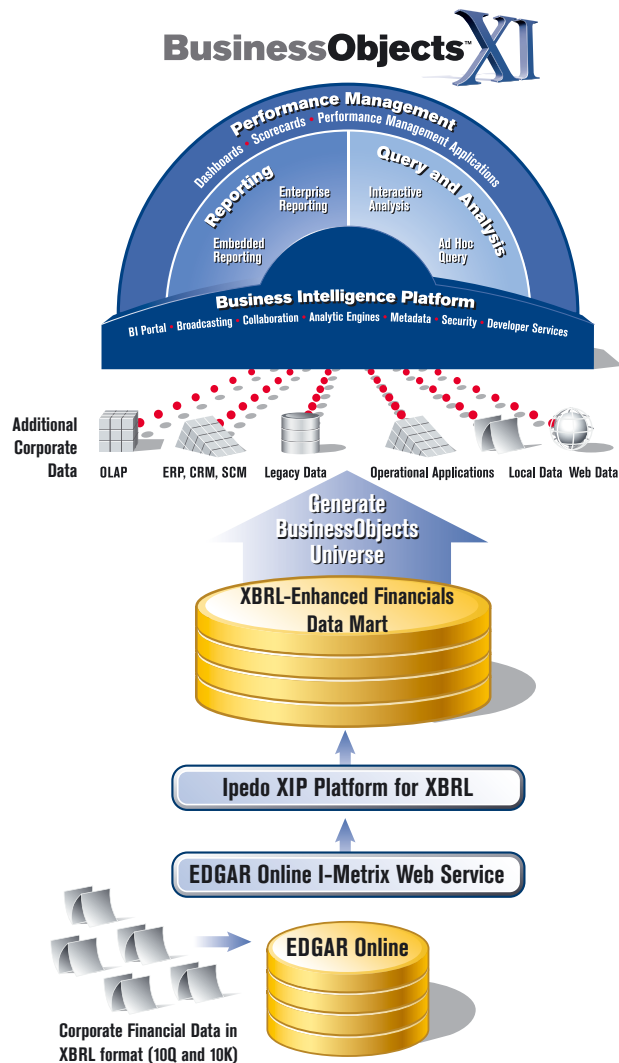 BusinessObjects™ XI
Performance Management
Dashboards • Scorecards • Performance Management Applications
Reporting
Enterprise
Reporting
Embedded
Reporting
Query and Analysis
Interactive
Analysis
Ad Hoc
Query
Business Intelligence Platform
BI Portal • Broadcasting • Collaboration • Analytic Engines • Metadata • Security • Developer Services
Additional
Corporate
Data
OLAP
ERP, CRM, SCM
Legacy Data
Operational Applications
Local Data
Web Data
Generate
BusinessObjects
Universe
XBRL-Enhanced Financials
Data Mart
Ipedo XIP Platform for XBRL
EDGAR Online I-Metrix Web Service
EDGAR Online
Corporate Financial Data in
XBRL format (10Q and 10K)